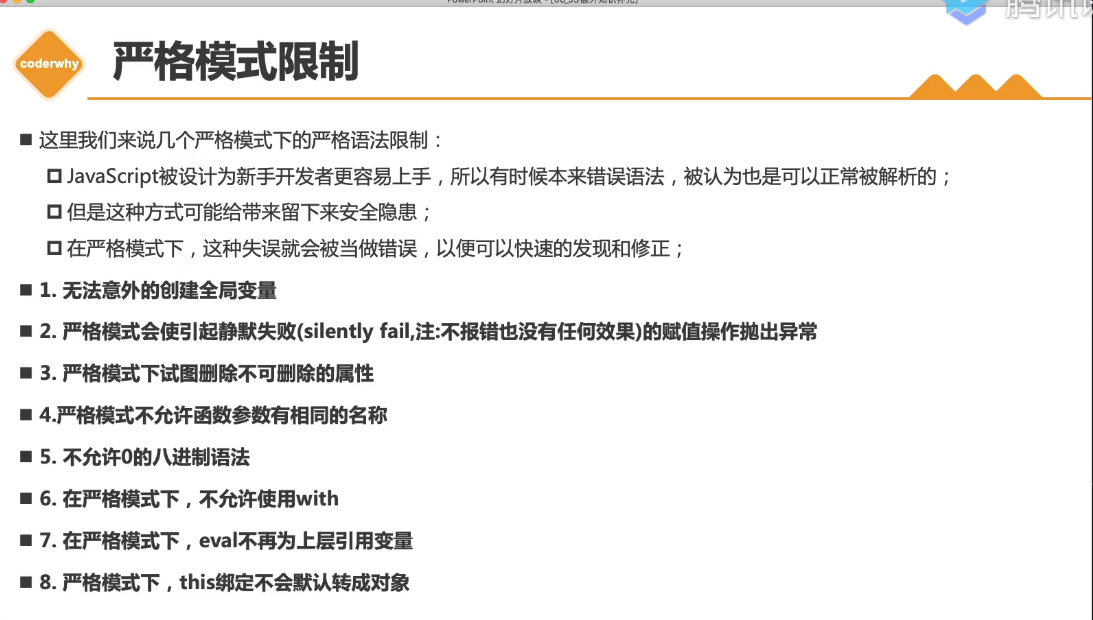 coderwhy
严格模式限制
腾讯课
这里我们来说几个严格模式下的严格语法限制：
JavaScript被设计为新手开发者更容易上手，所以有时候本来错误语法，被认为也是可以正常被解析的；
但是这种方式可能给带来留下来安全隐患；
在严格模式下，这种失误就会被当做错误，以便可以快速的发现和修正；
1. 无法意外的创建全局变量
2. 严格模式会使引起静默失败(silently fail,注:不报错也没有任何效果)的赋值操作抛出异常
3. 严格模式下试图删除不可删除的属性
4.严格模式不允许函数参数有相同的名称
5. 不允许0的八进制语法
6. 在严格模式下，不允许使用with
7. 在严格模式下，eval不再为上层引用变量
8. 严格模式下，this绑定不会默认转成对象